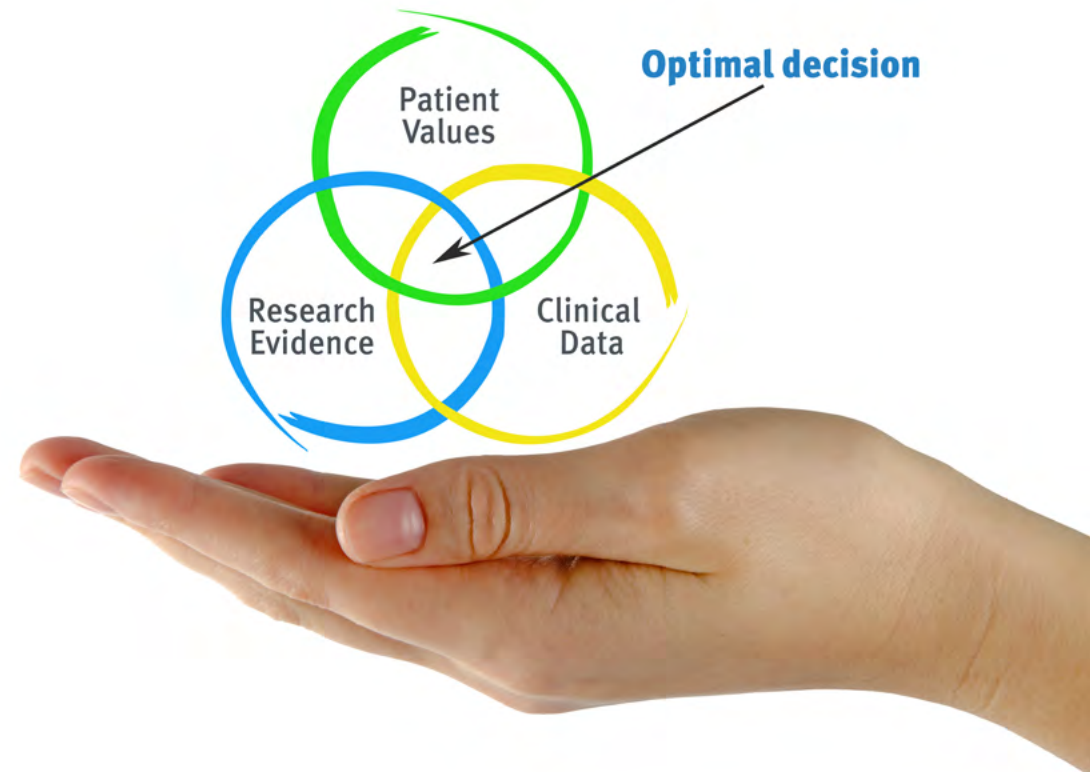 Optimal decision
Patient
Values
Research
Evidence
Clinical
Data